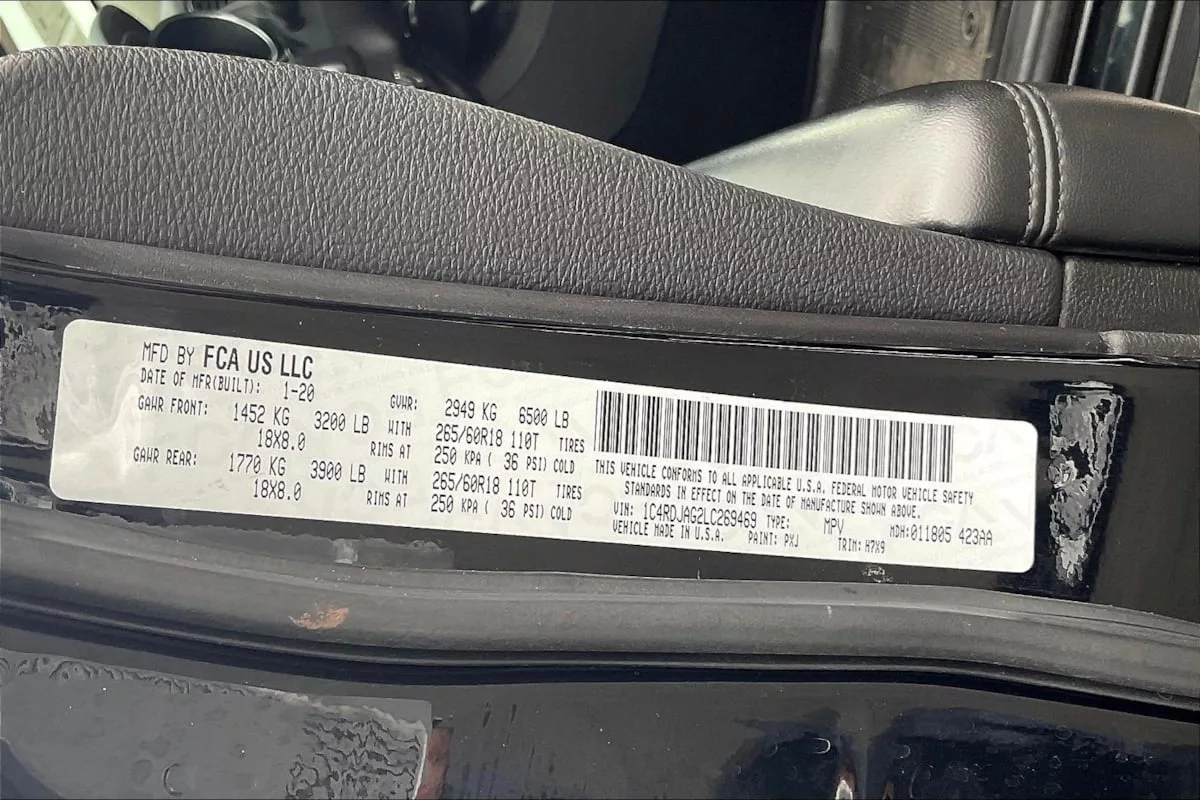 MFD BY FCA US LLC
DATE OF MFR(BUILT): 1-20
GVWR: 2949 KG 6500 LB
GAWR FRONT: 1452 KG 3200 LB WITH 265/60R18 110T TIRES
18X8.0 RIMS AT 250 KPA ( 36 PSI) COLD
GAWR REAR: 1770 KG 3900 LB WITH 265/60R18 110T TIRES
18X8.0 RIMS AT 250 KPA ( 36 PSI) COLD
THIS VEHICLE CONFORMS TO ALL APPLICABLE U.S.A. FEDERAL MOTOR VEHICLE SAFETY
STANDARDS IN EFFECT ON THE DATE OF MANUFACTURE SHOWN ABOVE.
VIN: 1C4RDJAG2LC269469 TYPE: MPV MDH:011805 423AA
VEHICLE MADE IN U.S.A. PAINT: PXJ TRIM: H7X9